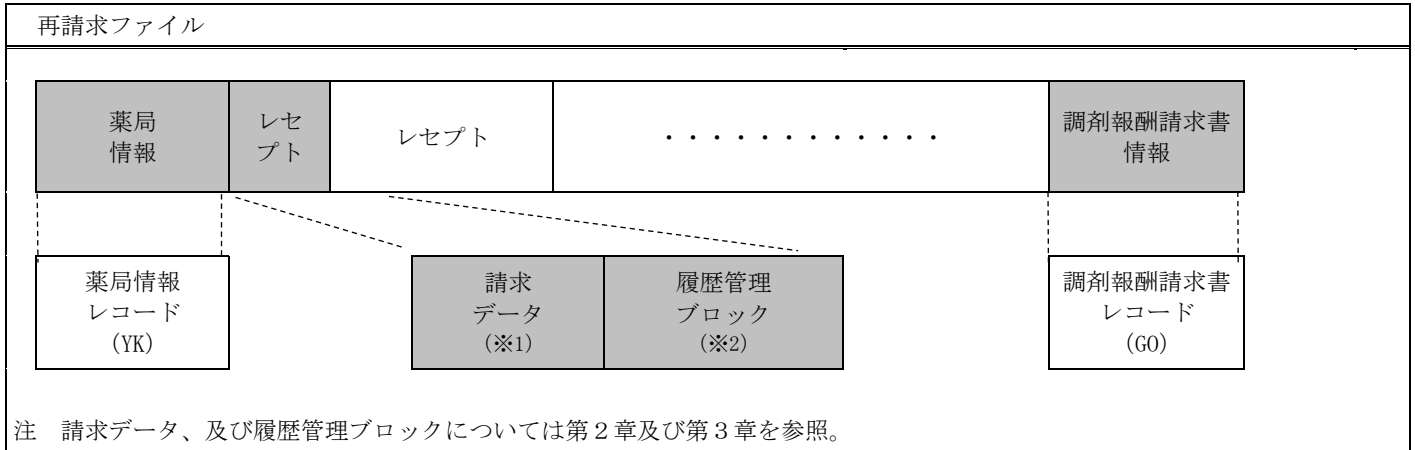 再請求ファイル
薬局
情報
レセ
プト
レセプト
・・・・・・・・・・・・
調剤報酬請求書
情報
薬局情報
レコード
(YK)
請求
データ
(※1)
履歴管理
ブロック
(※2)
調剤報酬請求書
レコード
(GO)
注　請求データ、及び履歴管理ブロックについては第２章及び第３章を参照。